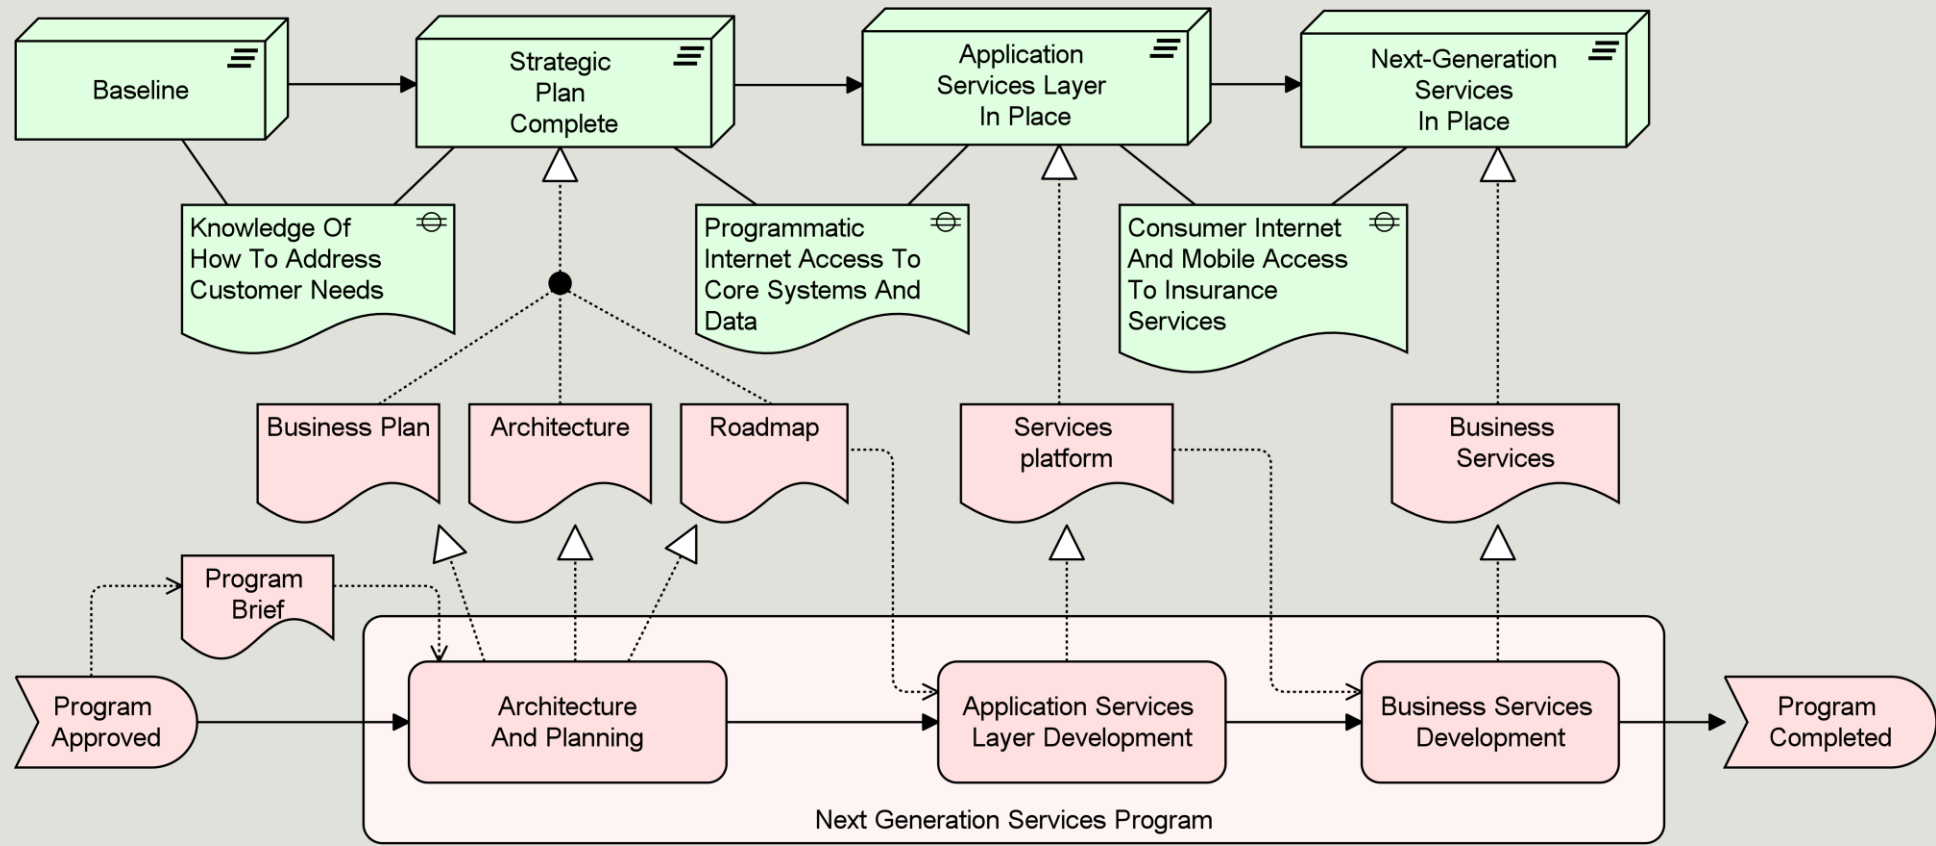 Baseline
Strategic
Plan
Complete
Application
Services Layer
In Place
Next-Generation
Services
In Place
Knowledge Of
How To Address
Customer Needs
Programmatic
Internet Access To
Core Systems And
Data
Consumer Internet
And Mobile Access
To Insurance
Services
Business Plan
Architecture
Roadmap
Services
platform
Business
Services
Program
Brief
Program
Approved
Architecture
And Planning
Application Services
Layer Development
Business Services
Development
Program
Completed
Next Generation Services Program